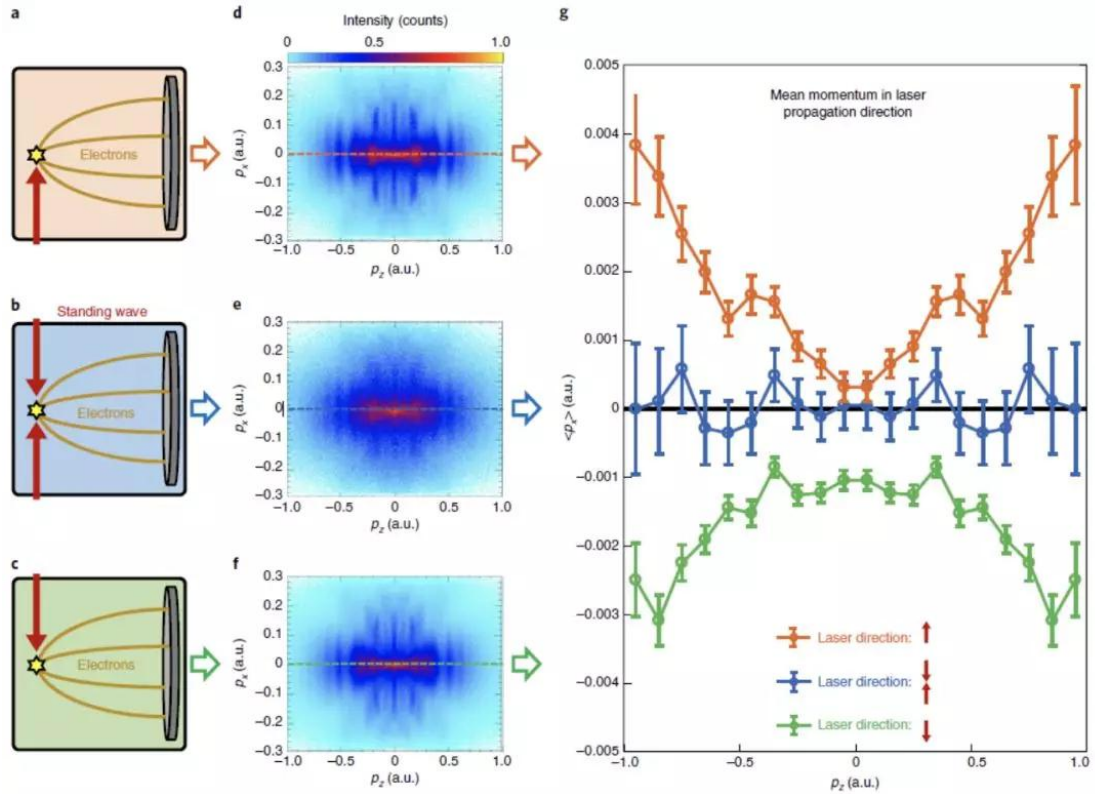 a
Electrons
b
Standing wave
Electrons
c
Electrons
d
Intensity (counts)
0 0.5 1.0
0.3
0.2
0.1
0
−0.1
−0.2
−0.3
pₓ (a.u.)
−1.0 −0.5 0 0.5 1.0
p_z (a.u.)
e
0.3
0.2
0.1
0
−0.1
−0.2
−0.3
pₓ (a.u.)
−1.0 −0.5 0 0.5 1.0
p_z (a.u.)
f
0.3
0.2
0.1
0
−0.1
−0.2
−0.3
pₓ (a.u.)
−1.0 −0.5 0 0.5 1.0
p_z (a.u.)
g
Mean momentum in laser
propagation direction
0.005
0.004
0.003
0.002
0.001
0
−0.001
−0.002
−0.003
−0.004
−0.005
<pₓ> (a.u.)
Laser direction: ↑
Laser direction: ↓↑
Laser direction: ↓
−1.0 −0.5 0 0.5 1.0
p_z (a.u.)